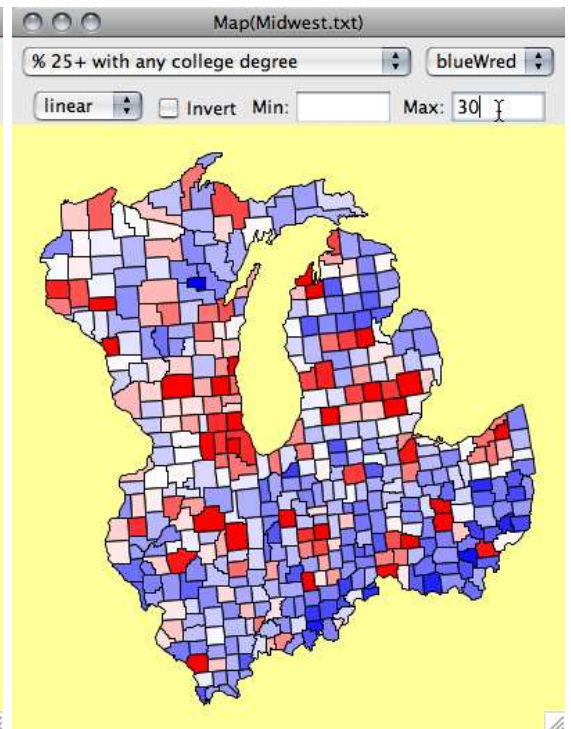 Map(Midwest.txt)
% 25+ with any college degree blueWred
linear Invert Min: Max: 30